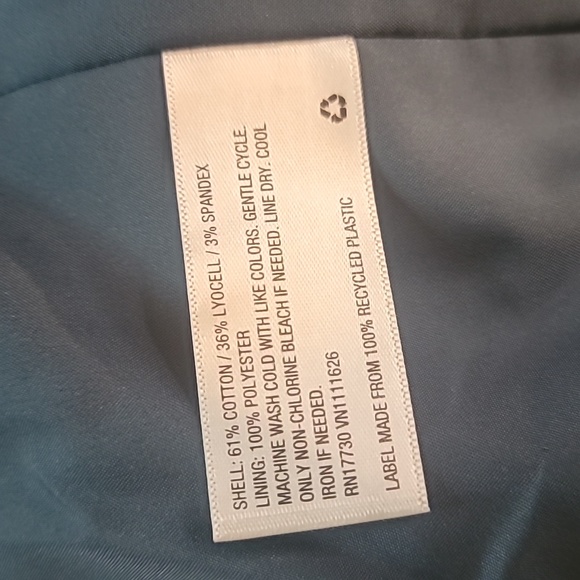 SHELL: 61% COTTON / 36% LYOCELL / 3% SPANDEX
LINING: 100% POLYESTER
MACHINE WASH COLD WITH LIKE COLORS. GENTLE CYCLE.
ONLY NON-CHLORINE BLEACH IF NEEDED. LINE DRY. COOL
IRON IF NEEDED.
RN17730 VN1111626
LABEL MADE FROM 100% RECYCLED PLASTIC